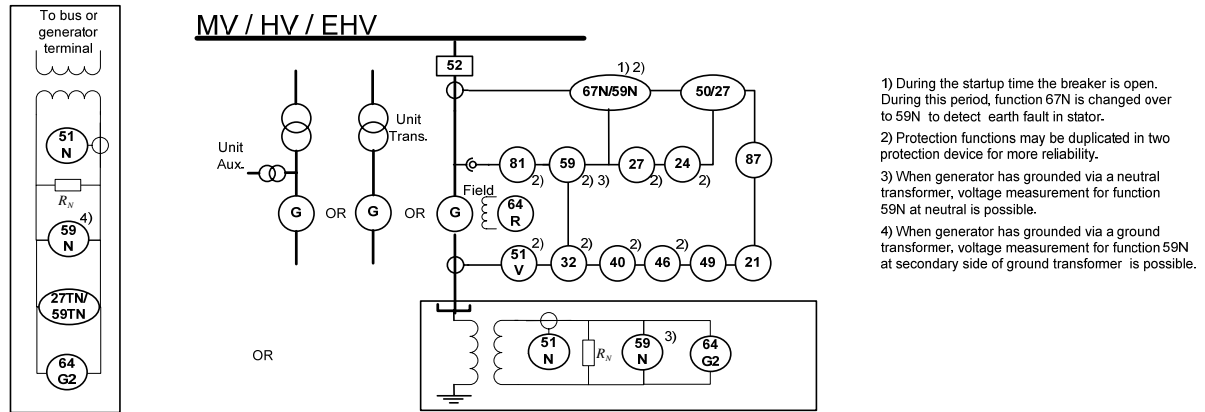 To bus or
generator
terminal
51
N
R_N
4)
59
N
27TN/
59TN
64
G2
MV / HV / EHV
52
1) 2)
67N/59N
50/27
Unit
Trans.
Unit
Aux.
81
2)
59
2) 3)
27
2)
24
2)
87
Field
G
OR
G
OR
G
64
R
51
V
2)
32
2)
40
2)
46
2)
49
21
OR
51
N
R_N
59
N
3)
64
G2
1) During the startup time the breaker is open.
During this period, function 67N is changed over
to 59N to detect earth fault in stator.
2) Protection functions may be duplicated in two
protection device for more reliability.
3) When generator has grounded via a neutral
transformer, voltage measurement for function
59N at neutral is possible.
4) When generator has grounded via a ground
transformer, voltage measurement for function 59N
at secondary side of ground transformer is possible.